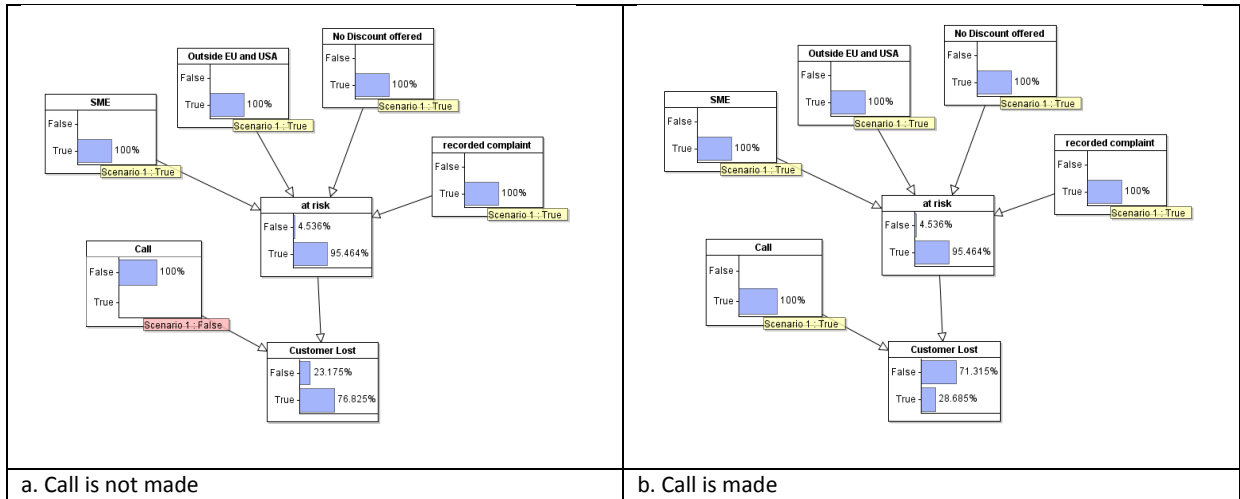 No Discount offered
False
True
100%
Scenario 1 : True
Outside EU and USA
False
True
100%
Scenario 1 : True
SME
False
True
100%
Scenario 1 : True
recorded complaint
False
True
100%
Scenario 1 : True
at risk
False
4.536%
True
95.464%
Call
False
100%
True
Scenario 1 : False
Customer Lost
False
23.175%
True
76.825%
a. Call is not made
No Discount offered
False
True
100%
Scenario 1 : True
Outside EU and USA
False
True
100%
Scenario 1 : True
SME
False
True
100%
Scenario 1 : True
recorded complaint
False
True
100%
Scenario 1 : True
at risk
False
4.536%
True
95.464%
Call
False
True
100%
Scenario 1 : True
Customer Lost
False
71.315%
True
28.685%
b. Call is made